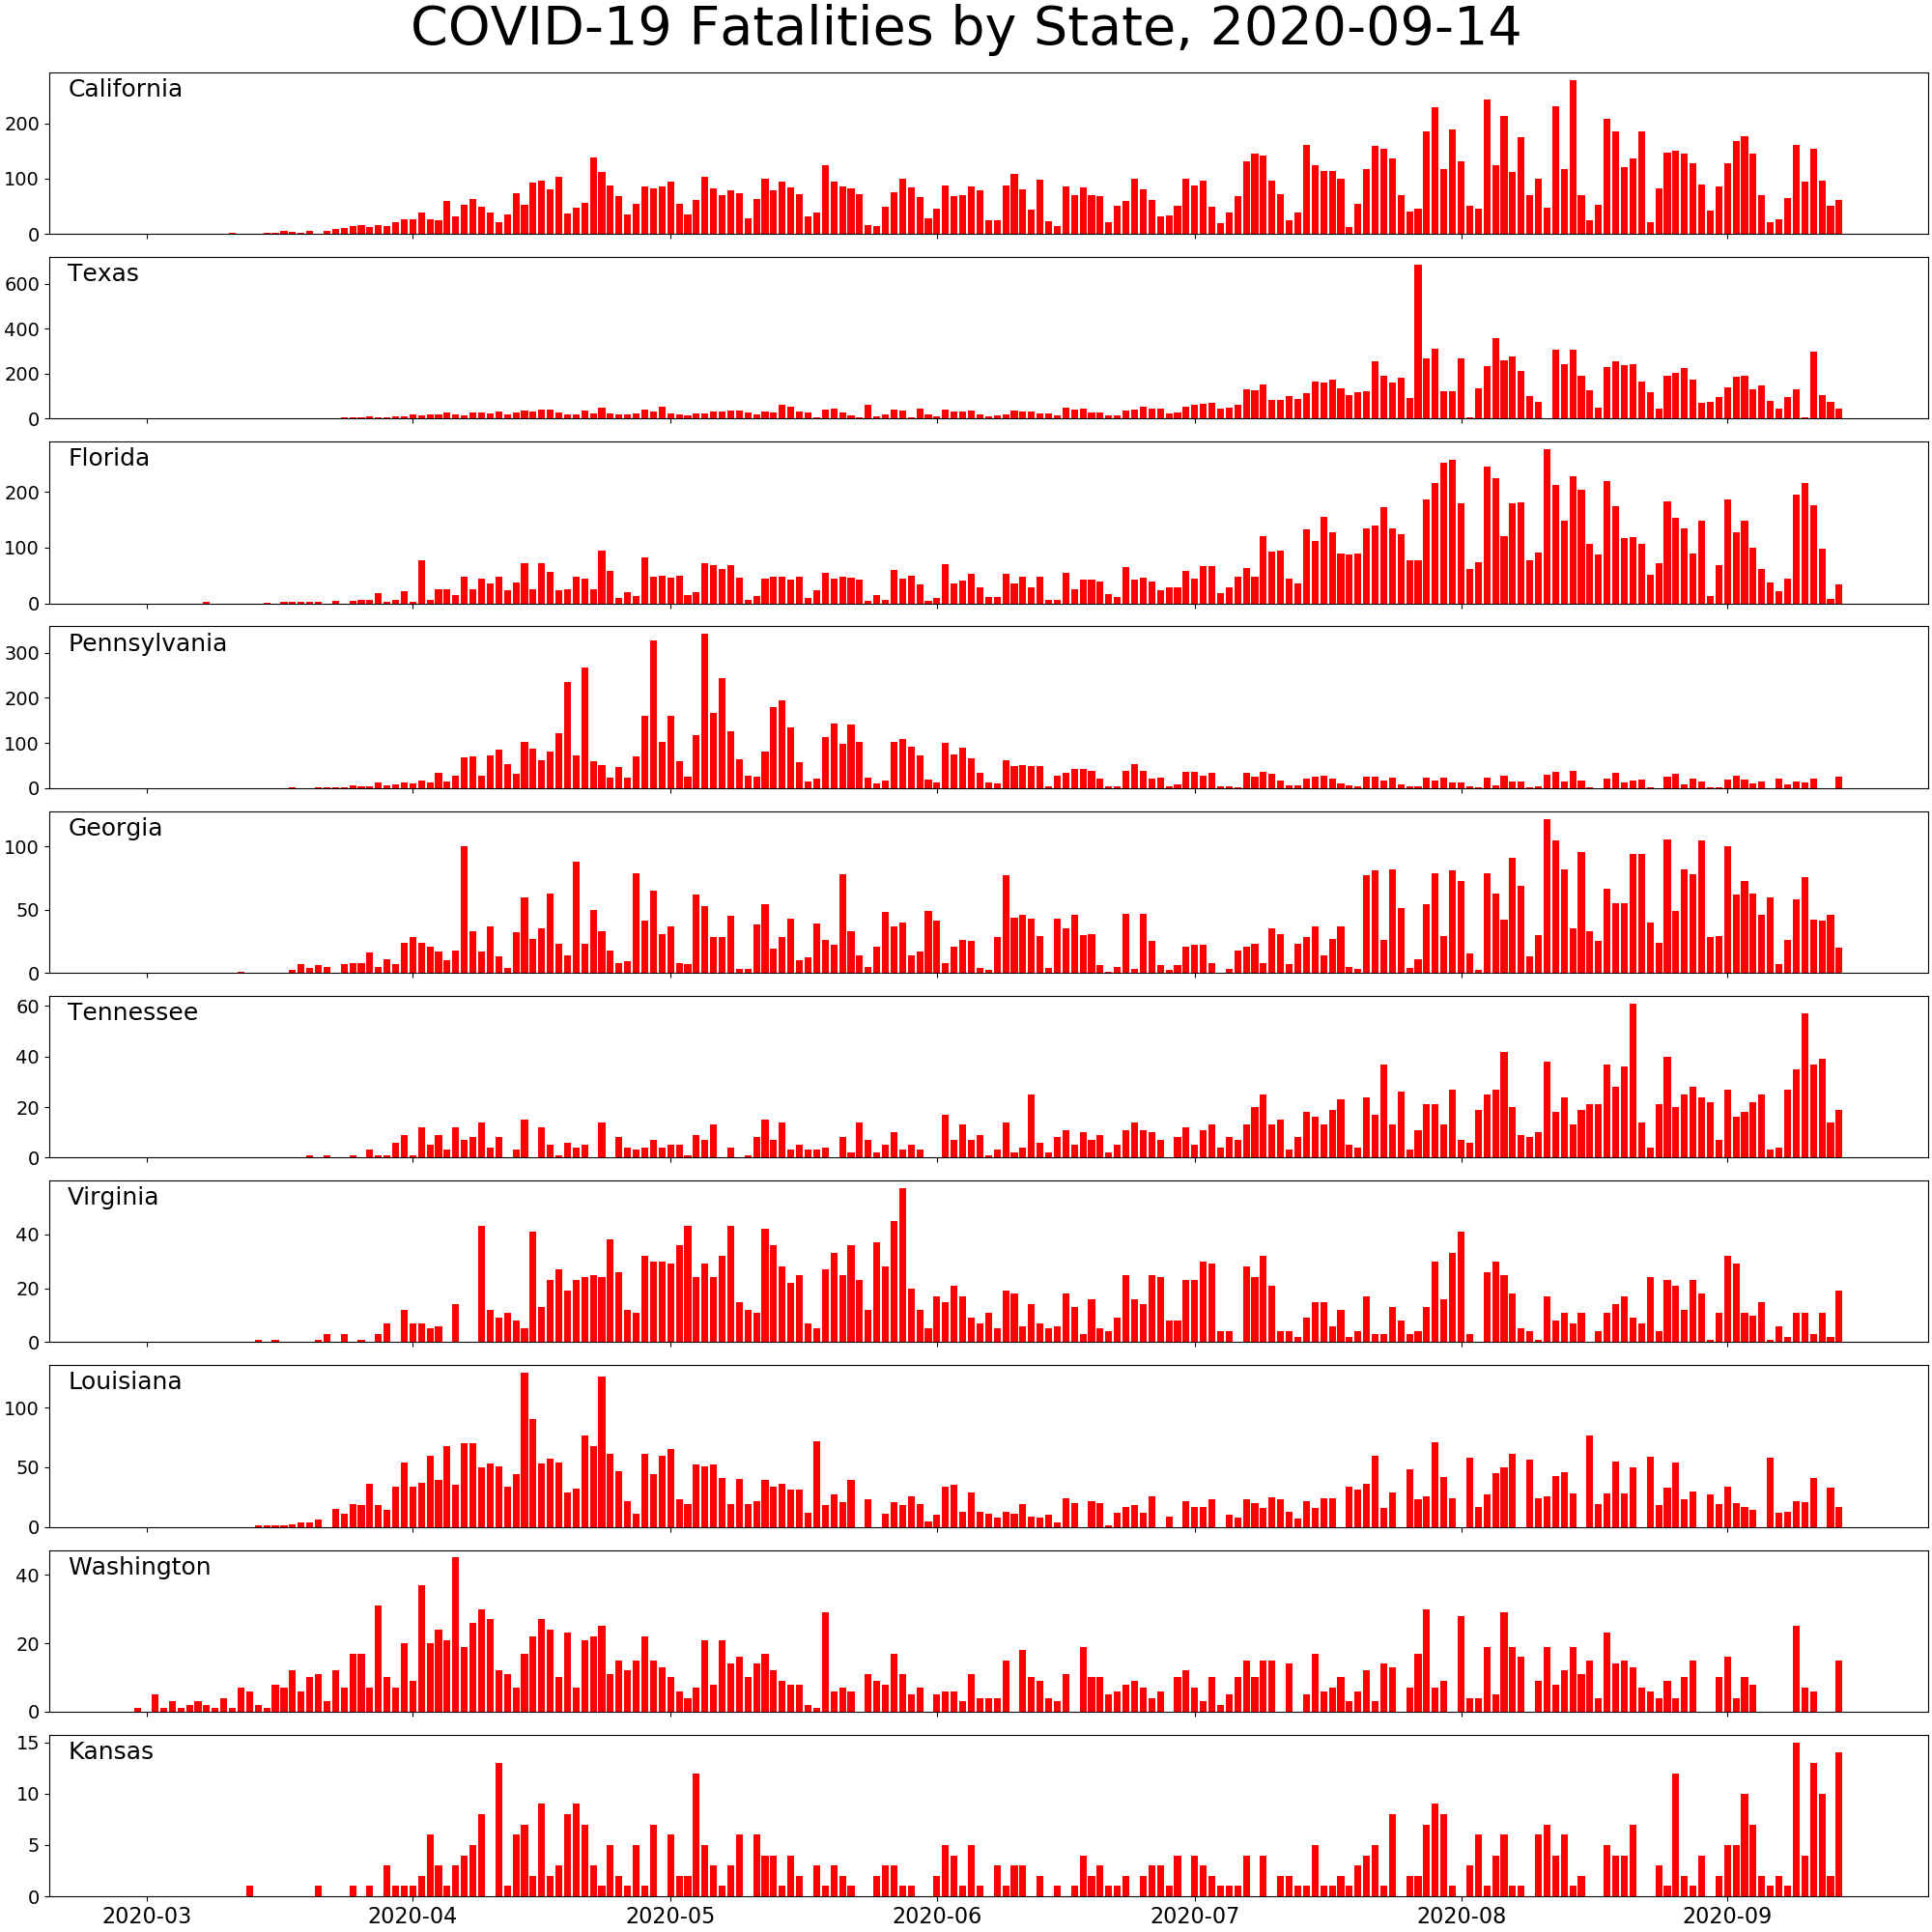 COVID-19 Fatalities by State, 2020-09-14
California
200
100
0
Texas
600
400
200
0
Florida
200
100
0
Pennsylvania
300
200
100
0
Georgia
100
50
0
Tennessee
60
40
20
0
Virginia
40
20
0
Louisiana
100
50
0
Washington
40
20
0
Kansas
15
10
5
0
2020-03 2020-04 2020-05 2020-06 2020-07 2020-08 2020-09